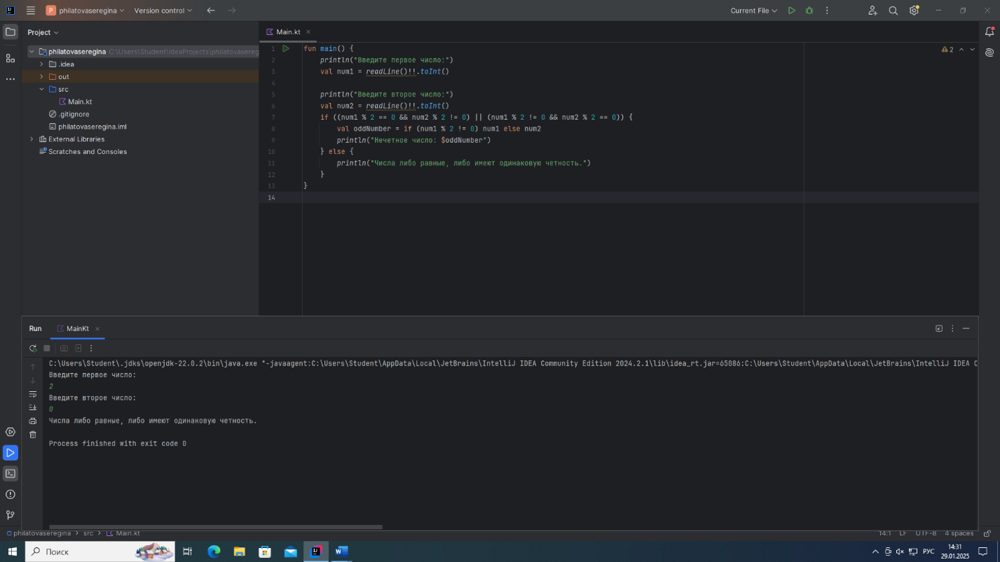 philatovaseregina
Version control
Current File
Project
Main.kt
philatovaseregina C:\Users\Student\IdeaProjects\philatovasereg
.idea
out
src
Main.kt
.gitignore
philatovaseregina.iml
External Libraries
Scratches and Consoles
2
1 fun main() {
2 println("Введите первое число:")
3 val num1 = readLine()!!.toInt()
4
5 println("Введите второе число:")
6 val num2 = readLine()!!.toInt()
7 if ((num1 % 2 == 0 && num2 % 2 != 0) || (num1 % 2 != 0 && num2 % 2 == 0)) {
8 val oddNumber = if (num1 % 2 != 0) num1 else num2
9 println("Нечетное число: $oddNumber")
10 } else {
11 println("Числа либо равные, либо имеют одинаковую четность.")
12 }
13 }
14
Run MainKt
C:\Users\Student\.jdks\openjdk-22.0.2\bin\java.exe "-javaagent:C:\Users\Student\AppData\Local\JetBrains\IntelliJ IDEA Community Edition 2024.2.1\lib\idea_rt.jar=65086:C:\Users\Student\AppData\Local\JetBrains\IntelliJ IDEA C
Введите первое число:
2
Введите второе число:
0
Числа либо равные, либо имеют одинаковую четность.
Process finished with exit code 0
philatovaseregina > src > Main.kt
14:1 LF UTF-8 4 spaces
Поиск
РУС
14:31
29.01.2025